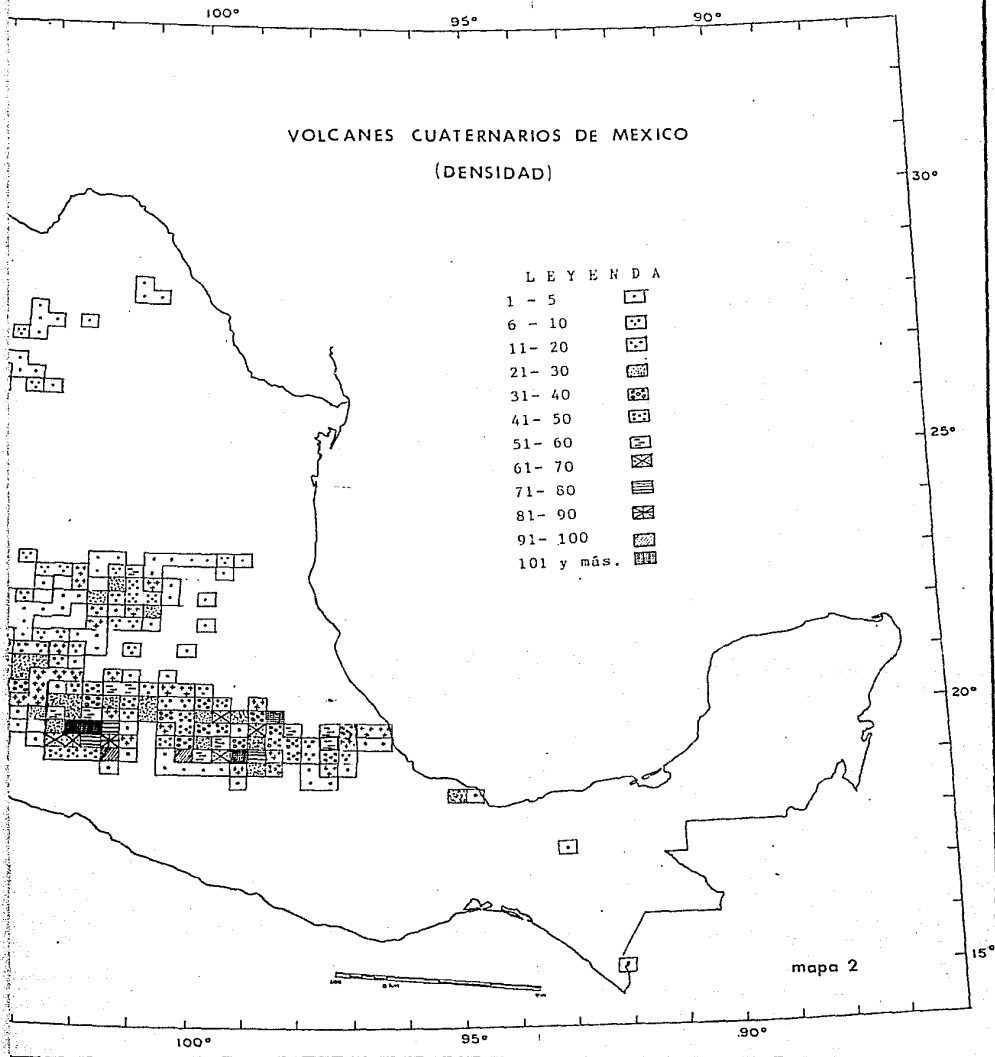 100°
95°
90°
VOLCANES CUATERNARIOS DE MEXICO
(DENSIDAD)
30°
L E Y E N D A
1 - 5
6 - 10
11- 20
21- 30
31- 40
41- 50
51- 60
61- 70
71- 80
81- 90
91- 100
101 y más.
25°
20°
15°
mapa 2
100°
95°
90°